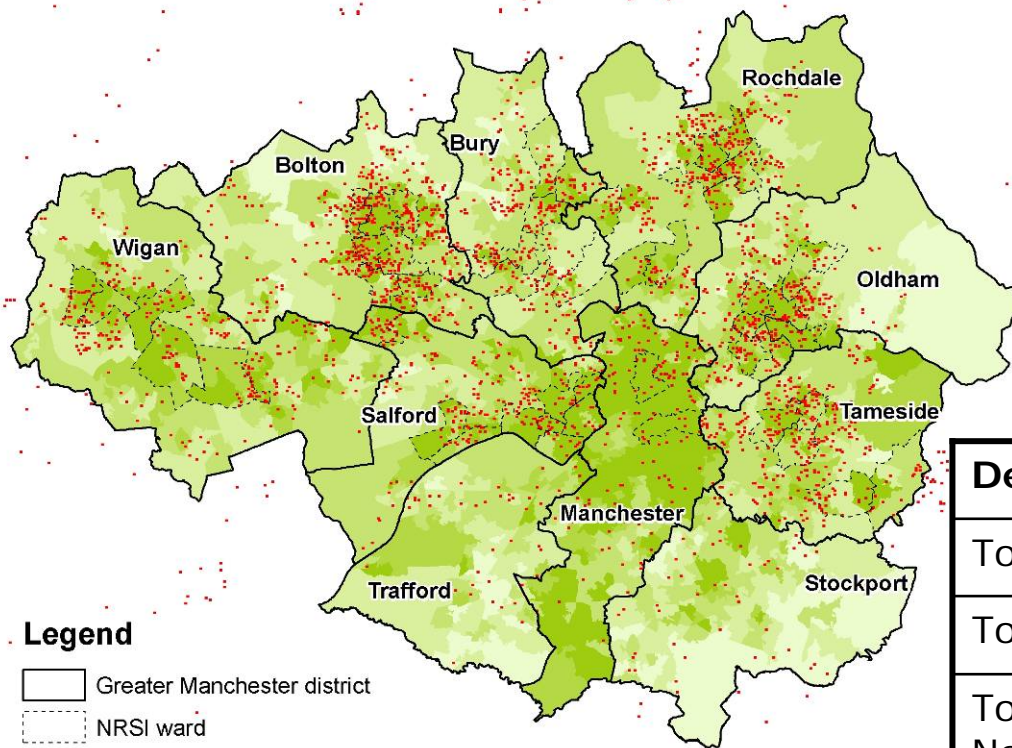 Rochdale
Bury
Bolton
Wigan
Oldham
Salford
Tameside
Manchester
Trafford
Stockport
Legend
Greater Manchester district
NRSI ward
De
To
To
To